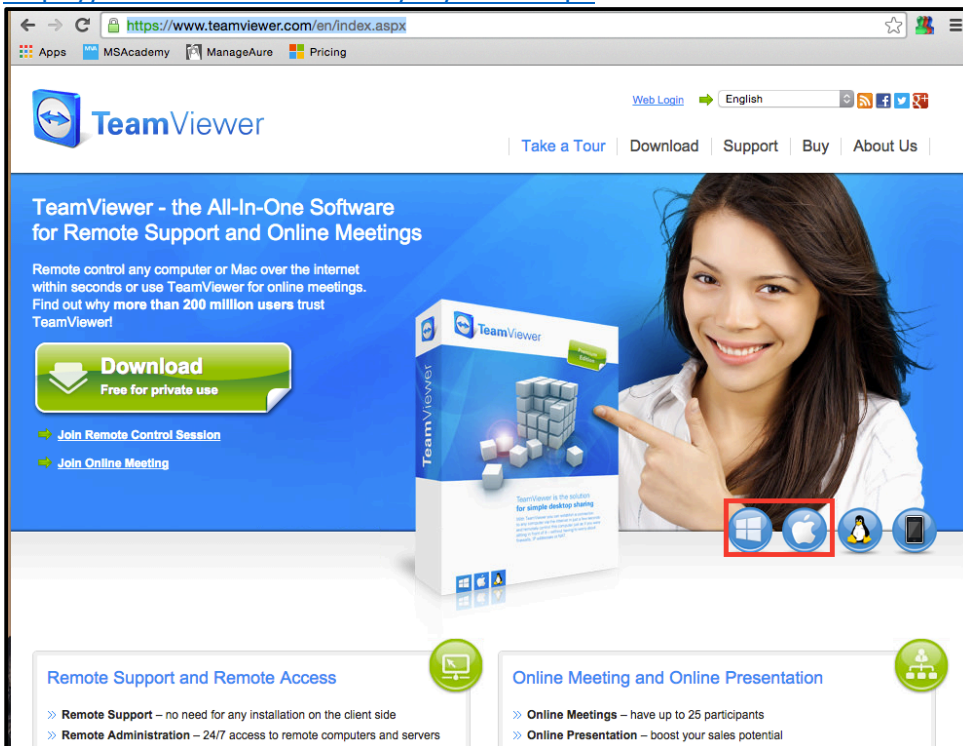 https://www.teamviewer.com/en/index.aspx
Apps MSAcademy ManageAure Pricing
Web Login English
TeamViewer
Take a Tour Download Support Buy About Us
TeamViewer - the All-In-One Software
for Remote Support and Online Meetings
Remote control any computer or Mac over the internet
within seconds or use TeamViewer for online meetings.
Find out why more than 200 million users trust
TeamViewer!
Download
Free for private use
Join Remote Control Session
Join Online Meeting
TeamViewer
Premium
Edition
TeamViewer
TeamViewer is the solution
for simple desktop sharing
Remote Support and Remote Access
» Remote Support – no need for any installation on the client side
» Remote Administration – 24/7 access to remote computers and servers
Online Meeting and Online Presentation
» Online Meetings – have up to 25 participants
» Online Presentation – boost your sales potential